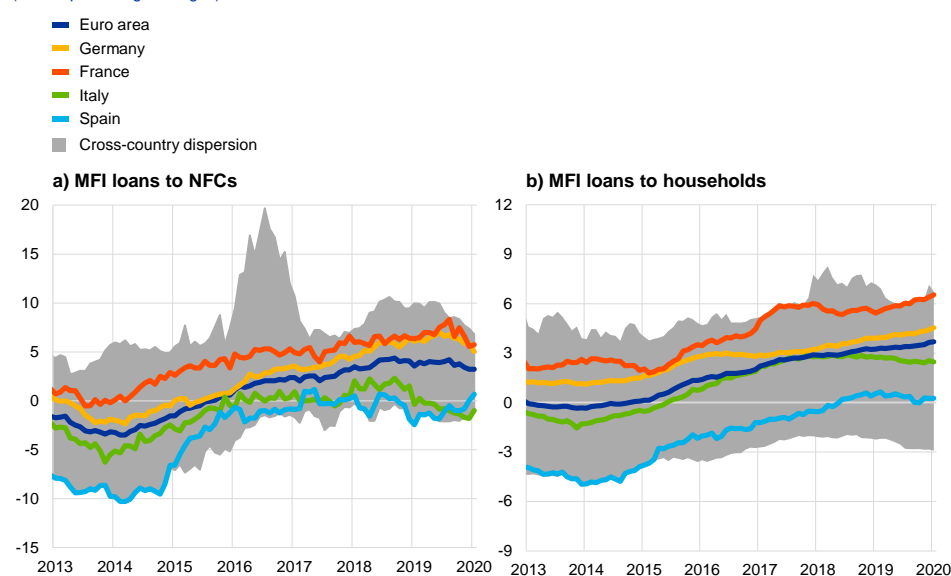 Euro area
Germany
France
Italy
Spain
Cross-country dispersion
a) MFI loans to NFCs
b) MFI loans to households
20
15
10
5
0
-5
-10
-15
2013 2014 2015 2016 2017 2018 2019 2020
12
9
6
3
0
-3
-6
-9
2013 2014 2015 2016 2017 2018 2019 2020